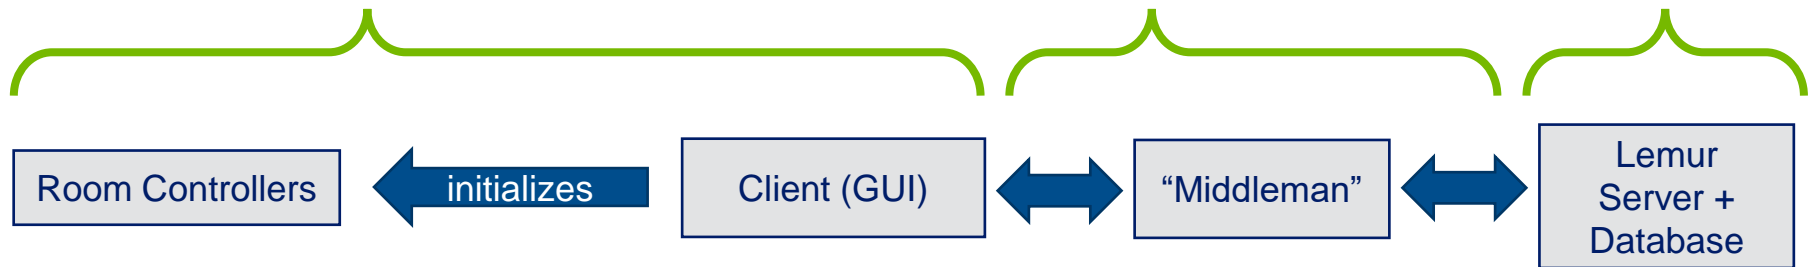 Room Controllers
initializes
Client (GUI)
“Middleman”
Lemur
Server +
Database